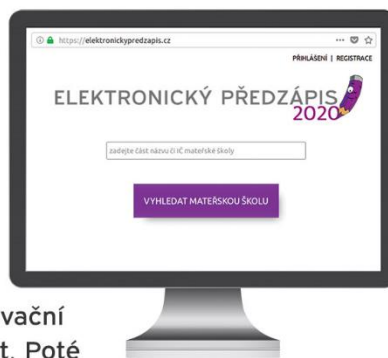 https://elektronickypredzapis.cz
PŘIHLÁŠENÍ | REGISTRACE
ELEKTRONICKÝ PŘEDZÁPIS
2020
zadejte část názvu či IČ mateřské školy
VYHLEDAT MATEŘSKOU ŠKOLU
vační
t. Poté